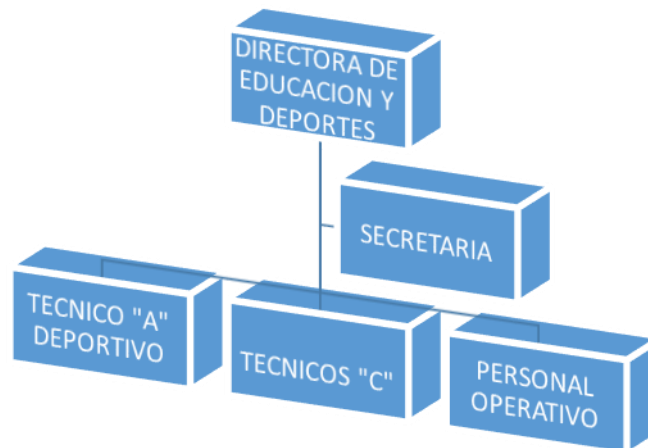 DIRECTORA DE
EDUCACION Y
DEPORTES
SECRETARIA
TECNICO "A"
DEPORTIVO
TECNICOS "C"
PERSONAL
OPERATIVO